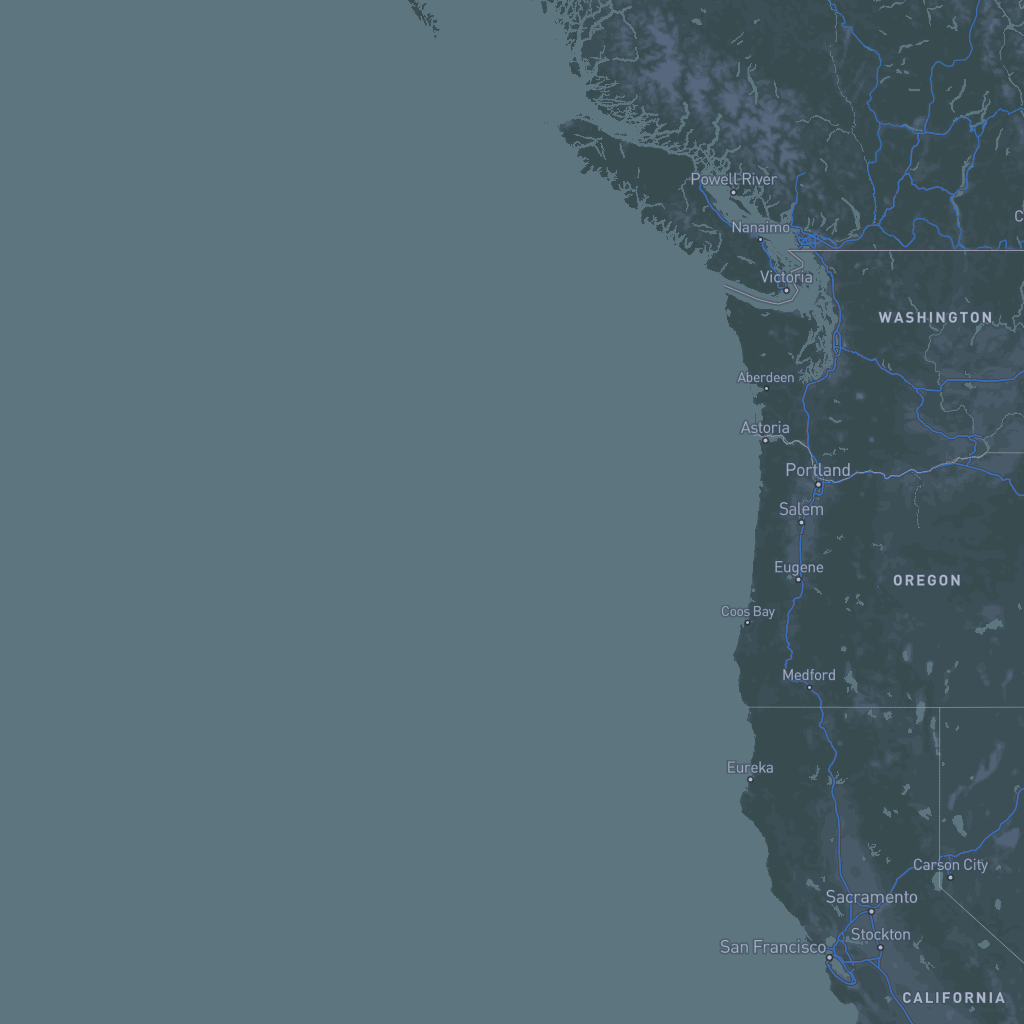 Powell River
Nanaimo
C
Victoria
WASHINGTON
Aberdeen
Astoria
Portland
Salem
Eugene
OREGON
Coos Bay
Medford
Eureka
Carson City
Sacramento
Stockton
San Francisco
CALIFORNIA